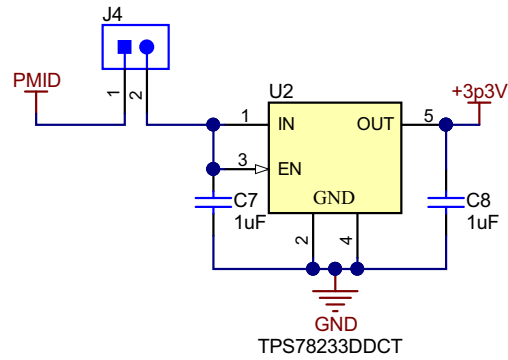 J4
PMID
1
2
U2
+3p3V
1
IN
OUT
5
3
EN
GND
C7
1uF
C8
1uF
2
4
GND
TPS78233DDCT